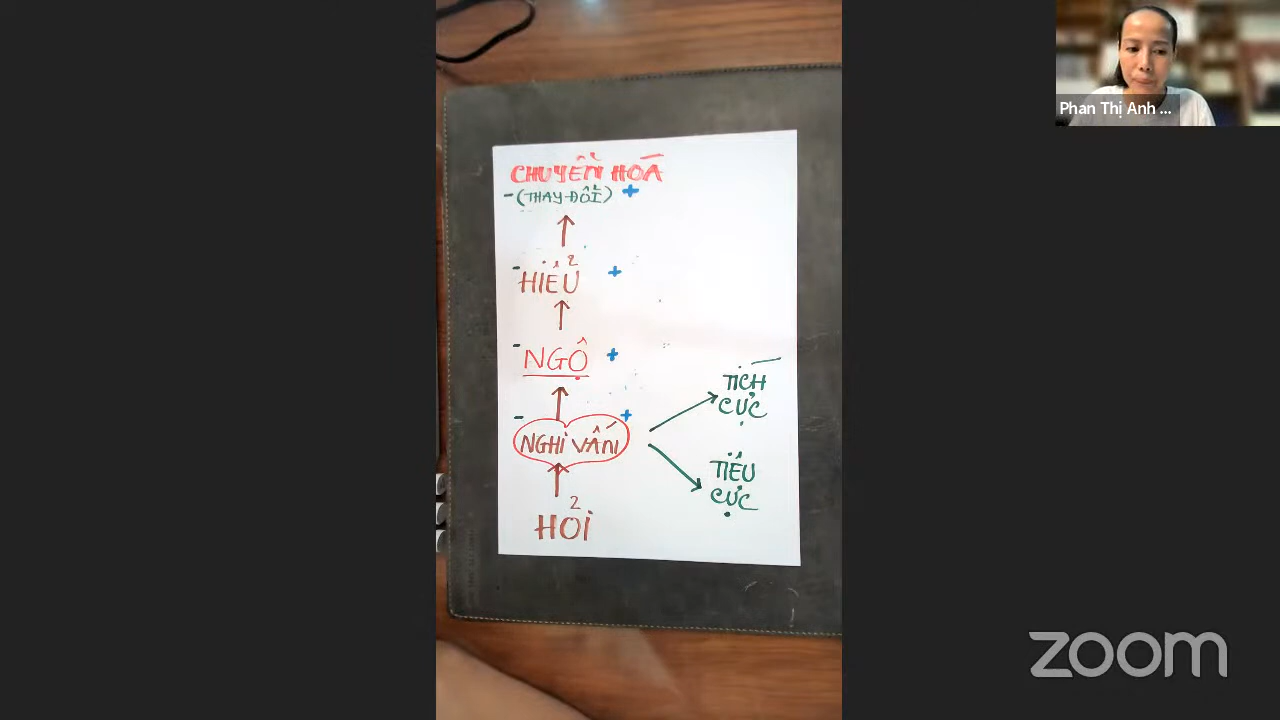 CHUYỂN HOÁ
- (THAY ĐỔI) +
- HIỂU +
- NGỘ +
- NGHI VẤN +
HỎI
TÍCH
CỰC
TIÊU
CỰC
Phan Thị Anh ...
zoom